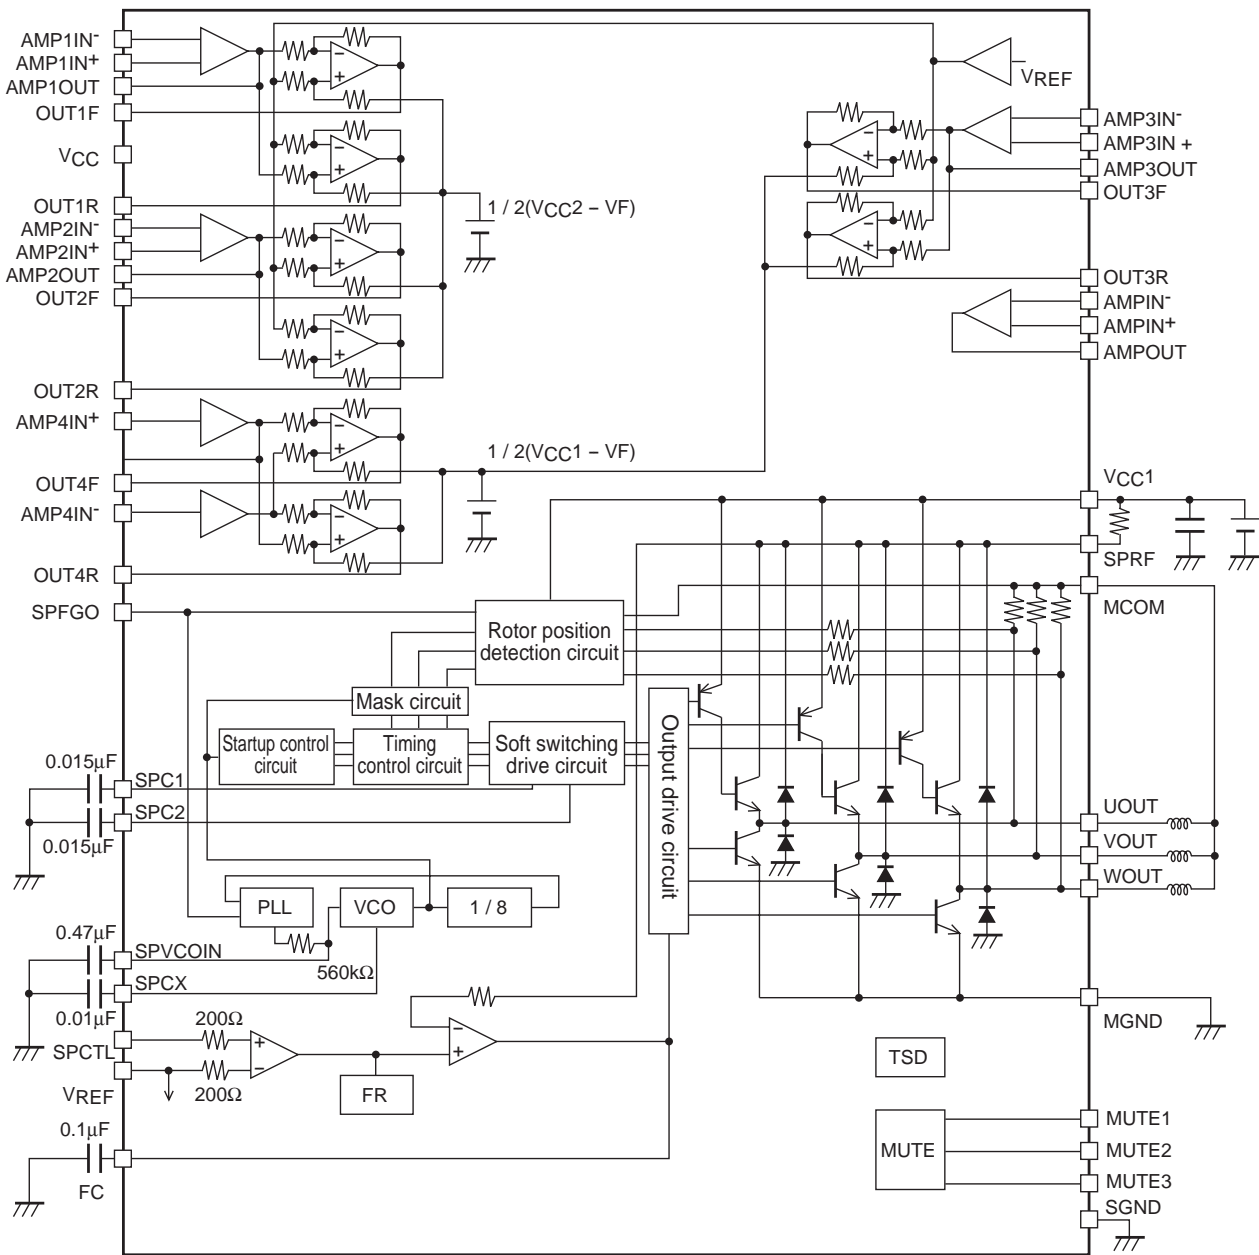 AMP1IN-
AMP1IN+
AMP1OUT
OUT1F
VCC
OUT1R
AMP2IN-
AMP2IN+
AMP2OUT
OUT2F
OUT2R
AMP4IN+
OUT4F
AMP4IN-
OUT4R
SPFGO
1 / 2(VCC2 – VF)
1 / 2(VCC1 – VF)
VREF
AMP3IN-
AMP3IN +
AMP3OUT
OUT3F
OUT3R
AMPIN-
AMPIN+
AMPOUT
VCC1
SPRF
MCOM
Rotor position
detection circuit
Mask circuit
Startup control
circuit
Timing
control circuit
Soft switching
drive circuit
Output drive circuit
0.015µF
SPC1
SPC2
0.015µF
UOUT
VOUT
WOUT
PLL
VCO
1 / 8
0.47µF
SPVCOIN
560kΩ
SPCX
0.01µF
200Ω
SPCTL
VREF
200Ω
FR
MGND
TSD
0.1µF
FC
MUTE
MUTE1
MUTE2
MUTE3
SGND